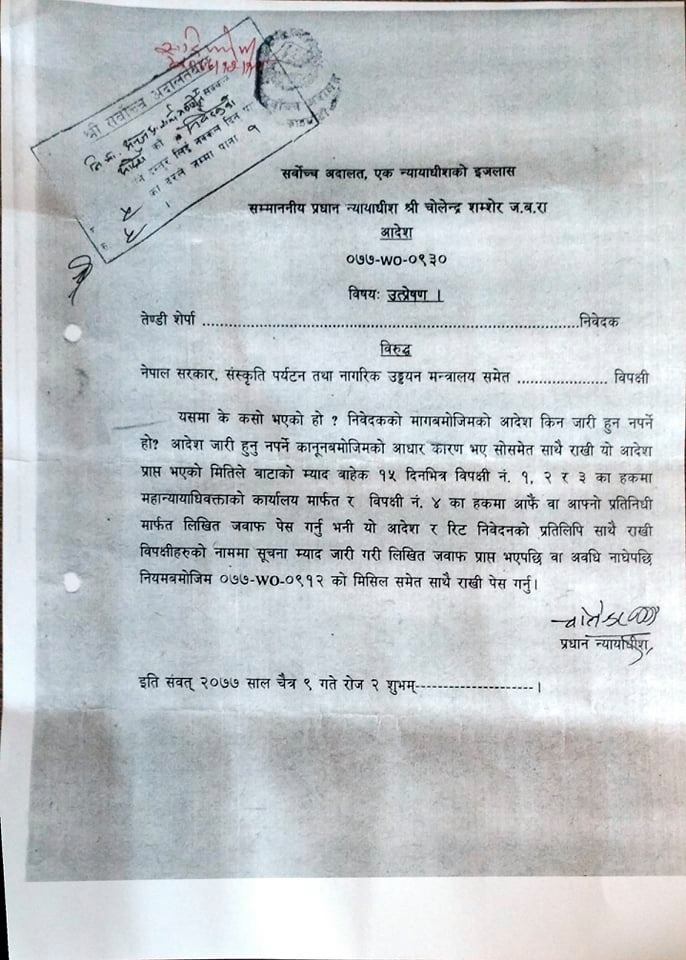 श्री सर्वोच्च अदालत
सर्वोच्च अदालत, एक न्यायाधीशको इजलास
सम्माननीय प्रधान न्यायाधीश श्री चोलेन्द्र शम्शेर ज.ब.रा
आदेश
०७७-WO-०९३०
विषयः उत्प्रेषण ।
तेण्डी शेर्पा ..............................................................................निवेदक
विरुद्ध
नेपाल सरकार, संस्कृति पर्यटन तथा नागरिक उड्डयन मन्त्रालय समेत .................... विपक्षी
यसमा के कसो भएको हो ? निवेदकको मागबमोजिमको आदेश किन जारी हुन नपर्ने
हो? आदेश जारी हुनु नपर्ने कानूनबमोजिमको आधार कारण भए सोसमेत साथै राखी यो आदेश
प्राप्त भएको मितिले बाटाको म्याद बाहेक १५ दिनभित्र विपक्षी नं. १, २ र ३ का हकमा
महान्यायाधिवक्ताको कार्यालय मार्फत र विपक्षी नं. ४ का हकमा आफैं वा आफ्नो प्रतिनिधी
मार्फत लिखित जवाफ पेस गर्नु भनी यो आदेश र रिट निवेदनको प्रतिलिपि साथै राखी
विपक्षीहरुको नाममा सूचना म्याद जारी गरी लिखित जवाफ प्राप्त भएपछि वा अवधि नाघेपछि
नियमबमोजिम ०७७-WO-०९१२ को मिसिल समेत साथै राखी पेस गर्नु।
प्रधान न्यायाधीश
इति संवत् २०७७ साल चैत्र ९ गते रोज २ शुभम्---------------------।